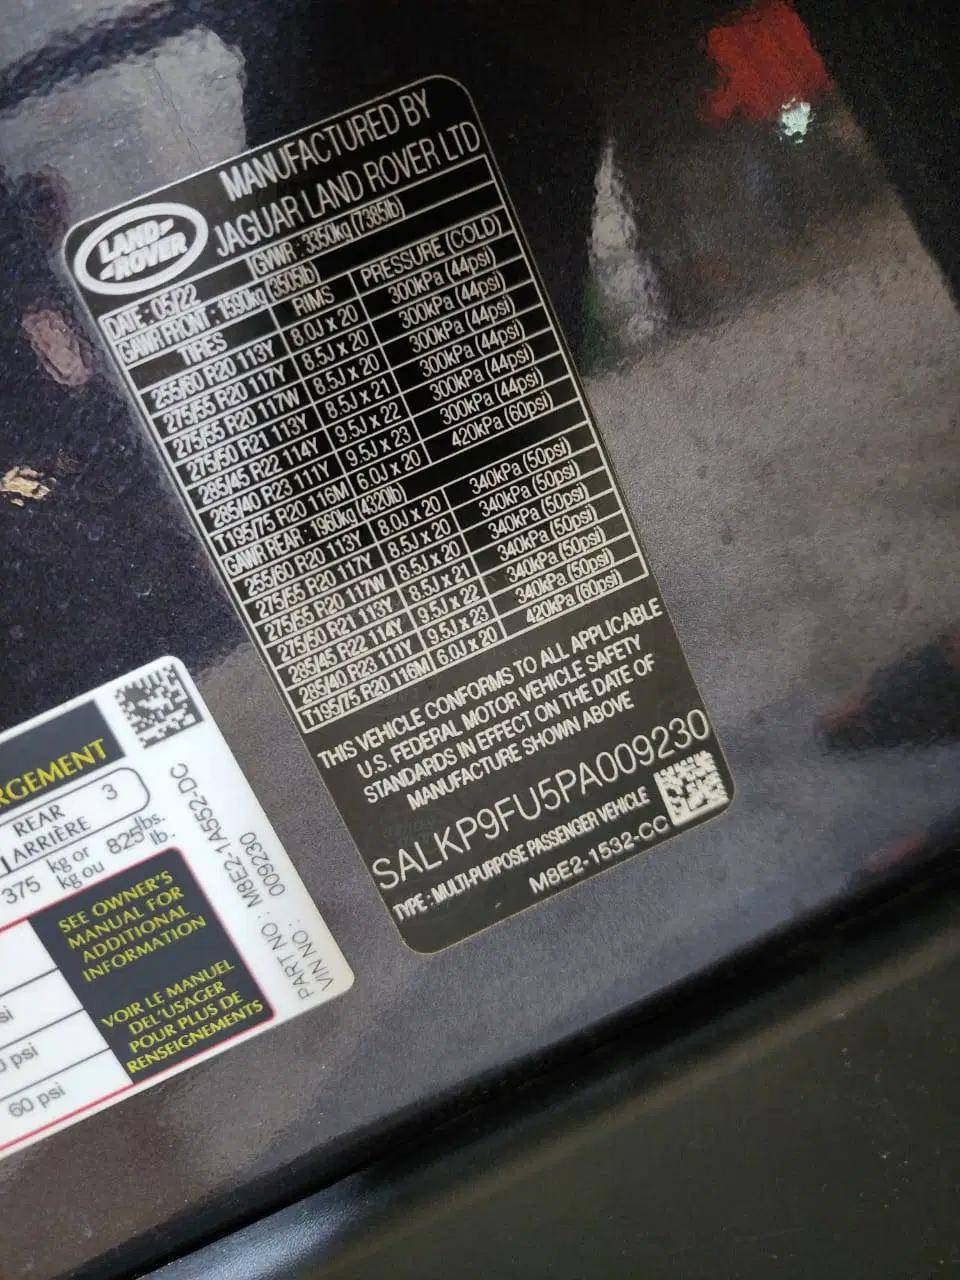 MANUFACTURED BY
JAGUAR LAND ROVER LTD
LAND-
-ROVER
DATE : 05/22 GVWR : 3350kg (7385lb)
GAWR FRONT : 1590kg (3505lb)
TIRES RIMS PRESSURE (COLD)
255/60 R20 113Y 8.0J x 20 300kPa (44psi)
275/55 R20 117Y 8.5J x 20 300kPa (44psi)
275/55 R20 117W 8.5J x 20 300kPa (44psi)
275/50 R21 113Y 8.5J x 21 300kPa (44psi)
285/45 R22 114Y 9.5J x 22 300kPa (44psi)
285/40 R23 111Y 9.5J x 23 300kPa (44psi)
T195/75 R20 116M 6.0J x 20 420kPa (60psi)
GAWR REAR : 1960kg (4320lb)
255/60 R20 113Y 8.0J x 20 340kPa (50psi)
275/55 R20 117Y 8.5J x 20 340kPa (50psi)
275/55 R20 117W 8.5J x 20 340kPa (50psi)
275/50 R21 113Y 8.5J x 21 340kPa (50psi)
285/45 R22 114Y 9.5J x 22 340kPa (50psi)
285/40 R23 111Y 9.5J x 23 340kPa (50psi)
T195/75 R20 116M 6.0J x 20 420kPa (60psi)
THIS VEHICLE CONFORMS TO ALL APPLICABLE
U.S. FEDERAL MOTOR VEHICLE SAFETY
STANDARDS IN EFFECT ON THE DATE OF
MANUFACTURE SHOWN ABOVE
SALKP9FU5PA009230
TYPE : MULTI-PURPOSE PASSENGER VEHICLE
M8E2-1532-CC
RGEMENT
REAR 3
ARRIÈRE
375 kg or 825 lbs.
kg ou lb.
SEE OWNER'S
MANUAL FOR
ADDITIONAL
INFORMATION
VOIR LE MANUEL
DEL'USAGER
POUR PLUS DE
RENSEIGNEMENTS
psi
60 psi
PART NO : M8E2-1A552-DC
VIN NO : 009230